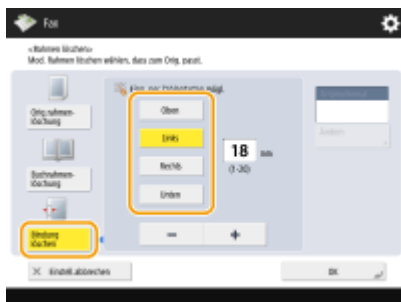 Fax
<Rahmen löschen>
Mod. Rahmen löschen wählen, dass zum Orig. passt.
Orig.rahmen-
löschung
Buchrahmen-
löschung
Bindung
löschen
Oben
Links
Rechts
Unten
18 mm
(1-30)
Ändern
Einstell.abbrechen
OK